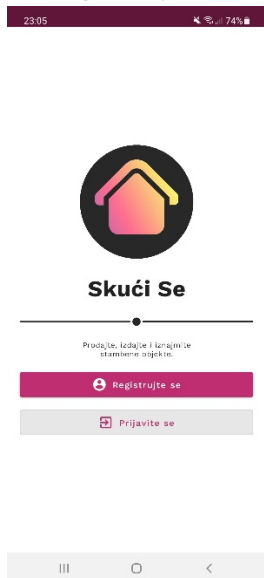 23:05 74%
Skući Se
Prodajte, izdajte i iznajmite
stambene objekte.
Registrujte se
Prijavite se